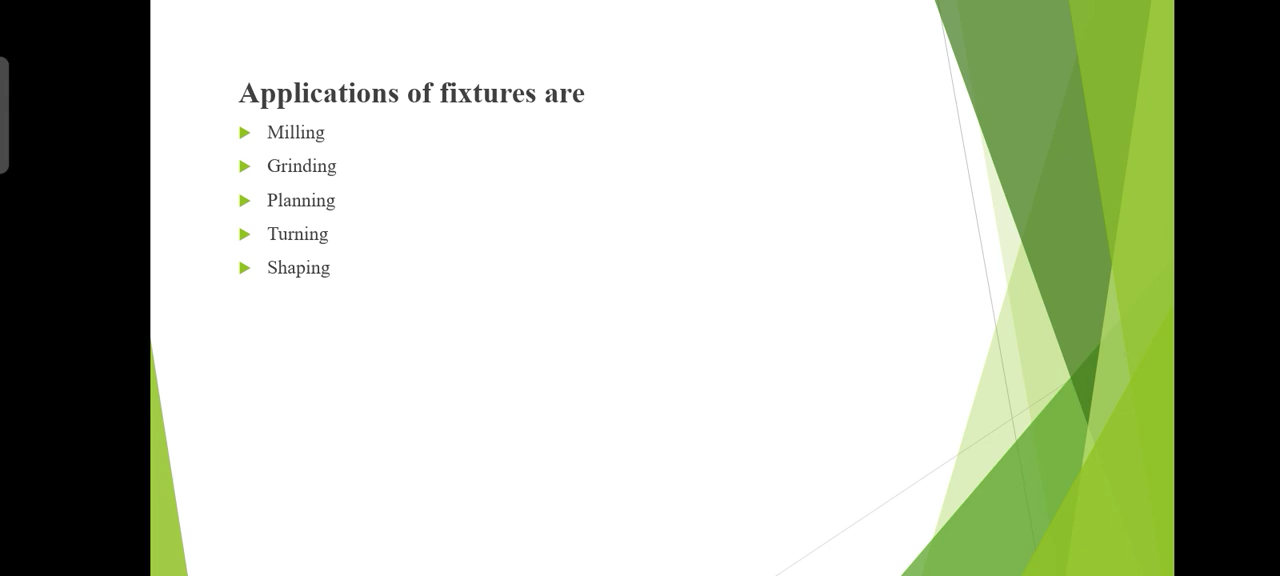 Applications of fixtures are
Milling
Grinding
Planning
Turning
Shaping